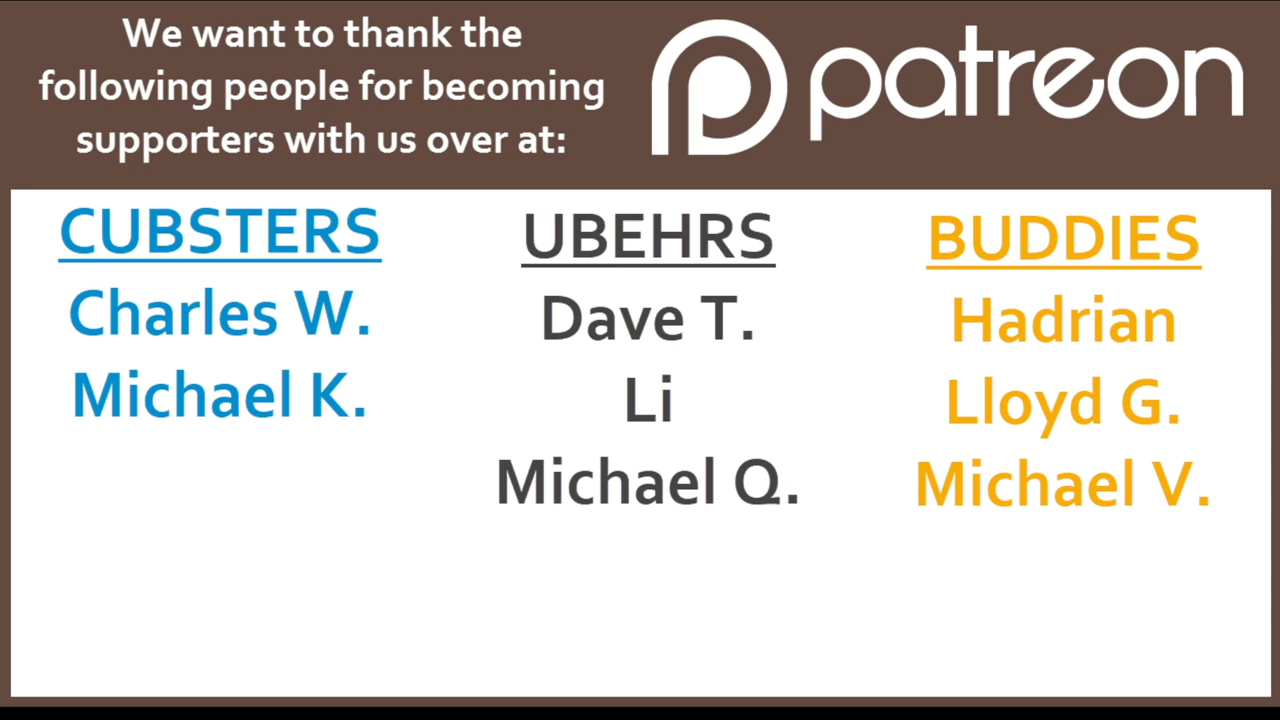 We want to thank the
following people for becoming
supporters with us over at:
patreon
CUBSTERS
Charles W.
Michael K.
UBEHRS
Dave T.
Li
Michael Q.
BUDDIES
Hadrian
Lloyd G.
Michael V.